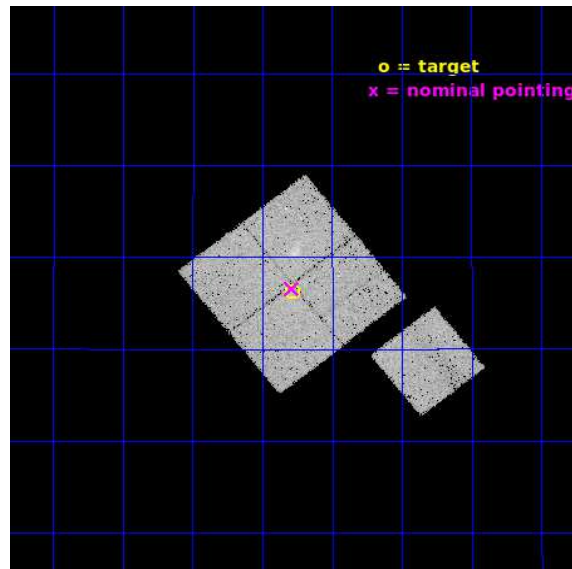 o = target
x = nominal pointing